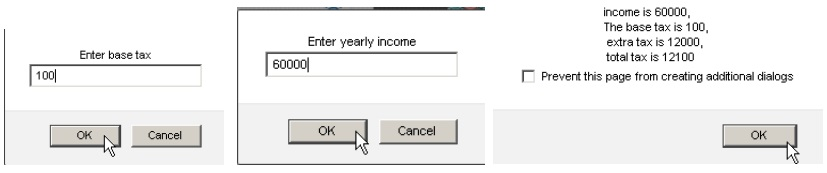 Enter base tax
100
OK
Cancel
Enter yearly income
60000
OK
Cancel
income is 60000,
The base tax is 100,
extra tax is 12000,
total tax is 12100
Prevent this page from creating additional dialogs
OK